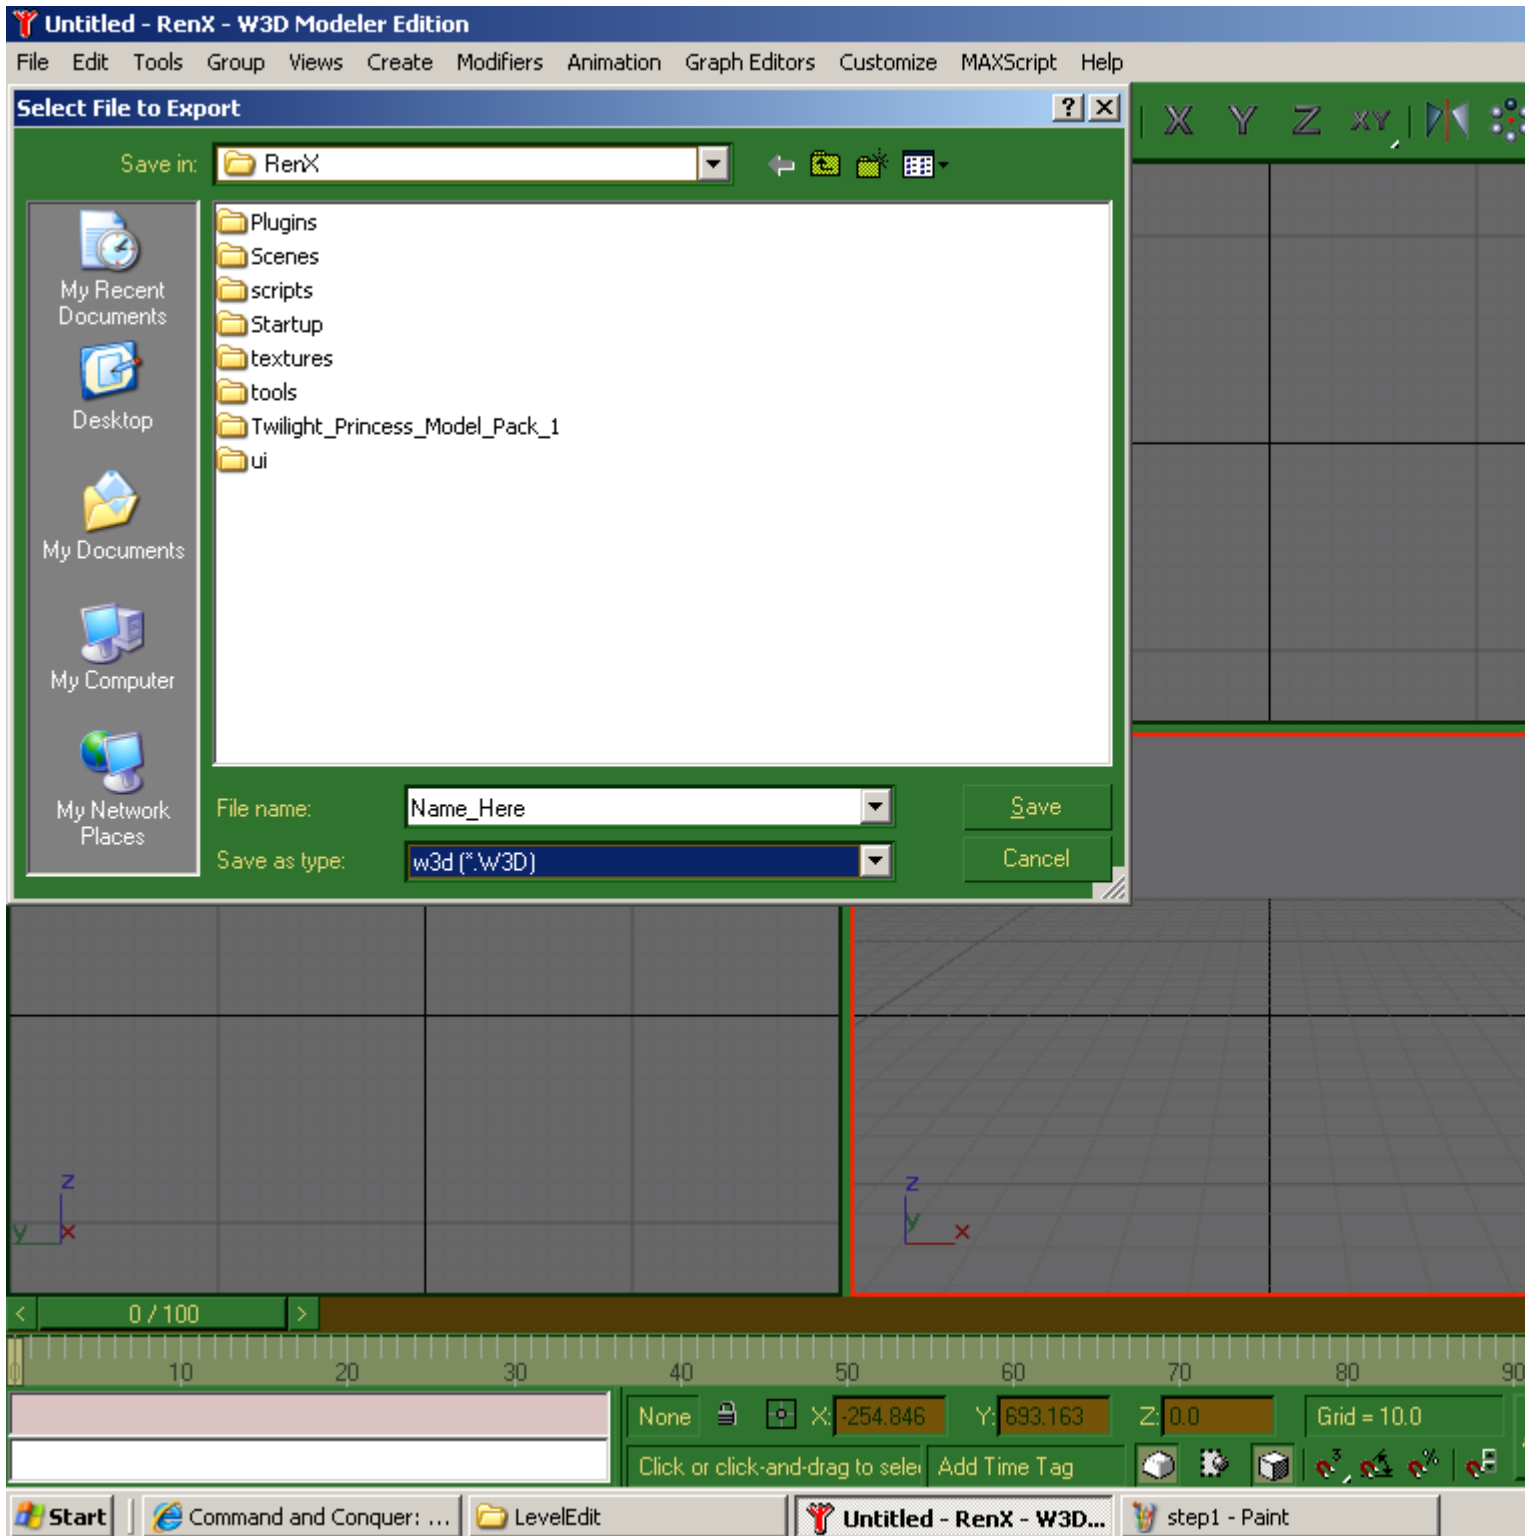 Untitled - RenX - W3D Modeler Edition
File Edit Tools Group Views Create Modifiers Animation Graph Editors Customize MAXScript Help
Select File to Export
X Y Z XY
Save in: RenX
Plugins
Scenes
scripts
Startup
textures
tools
Twilight_Princess_Model_Pack_1
ui
My Recent
Documents
Desktop
My Documents
My Computer
My Network
Places
File name: Name_Here
Save
Save as type: w3d (*.W3D)
Cancel
z
y x
z
y x
< 0 / 100 >
0 10 20 30 40 50 60 70 80 90
None X: -254.846 Y: 693.163 Z: 0.0 Grid = 10.0
Click or click-and-drag to selec Add Time Tag
3 %
Start Command and Conquer: ... LevelEdit Untitled - RenX - W3D... step1 - Paint